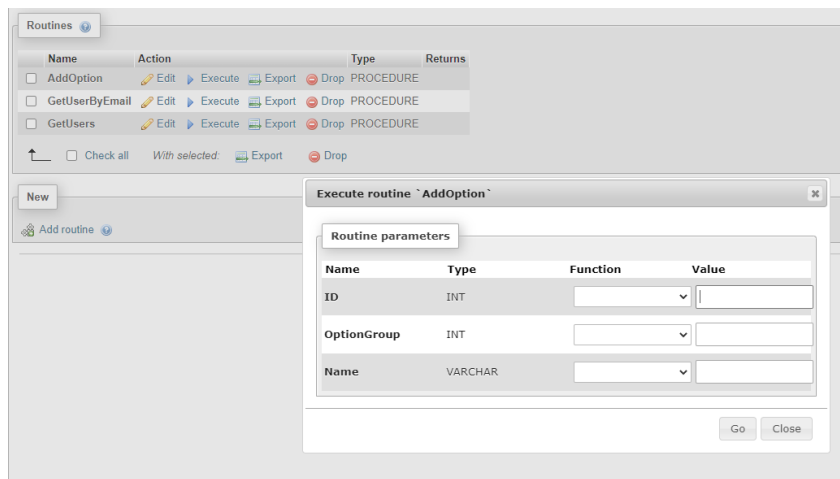 Routines
Name Action Type Returns
AddOption Edit Execute Export Drop PROCEDURE
GetUserByEmail Edit Execute Export Drop PROCEDURE
GetUsers Edit Execute Export Drop PROCEDURE
Check all With selected: Export Drop
New
Add routine
Execute routine `AddOption`
Routine parameters
Name Type Function Value
ID INT
OptionGroup INT
Name VARCHAR
Go Close